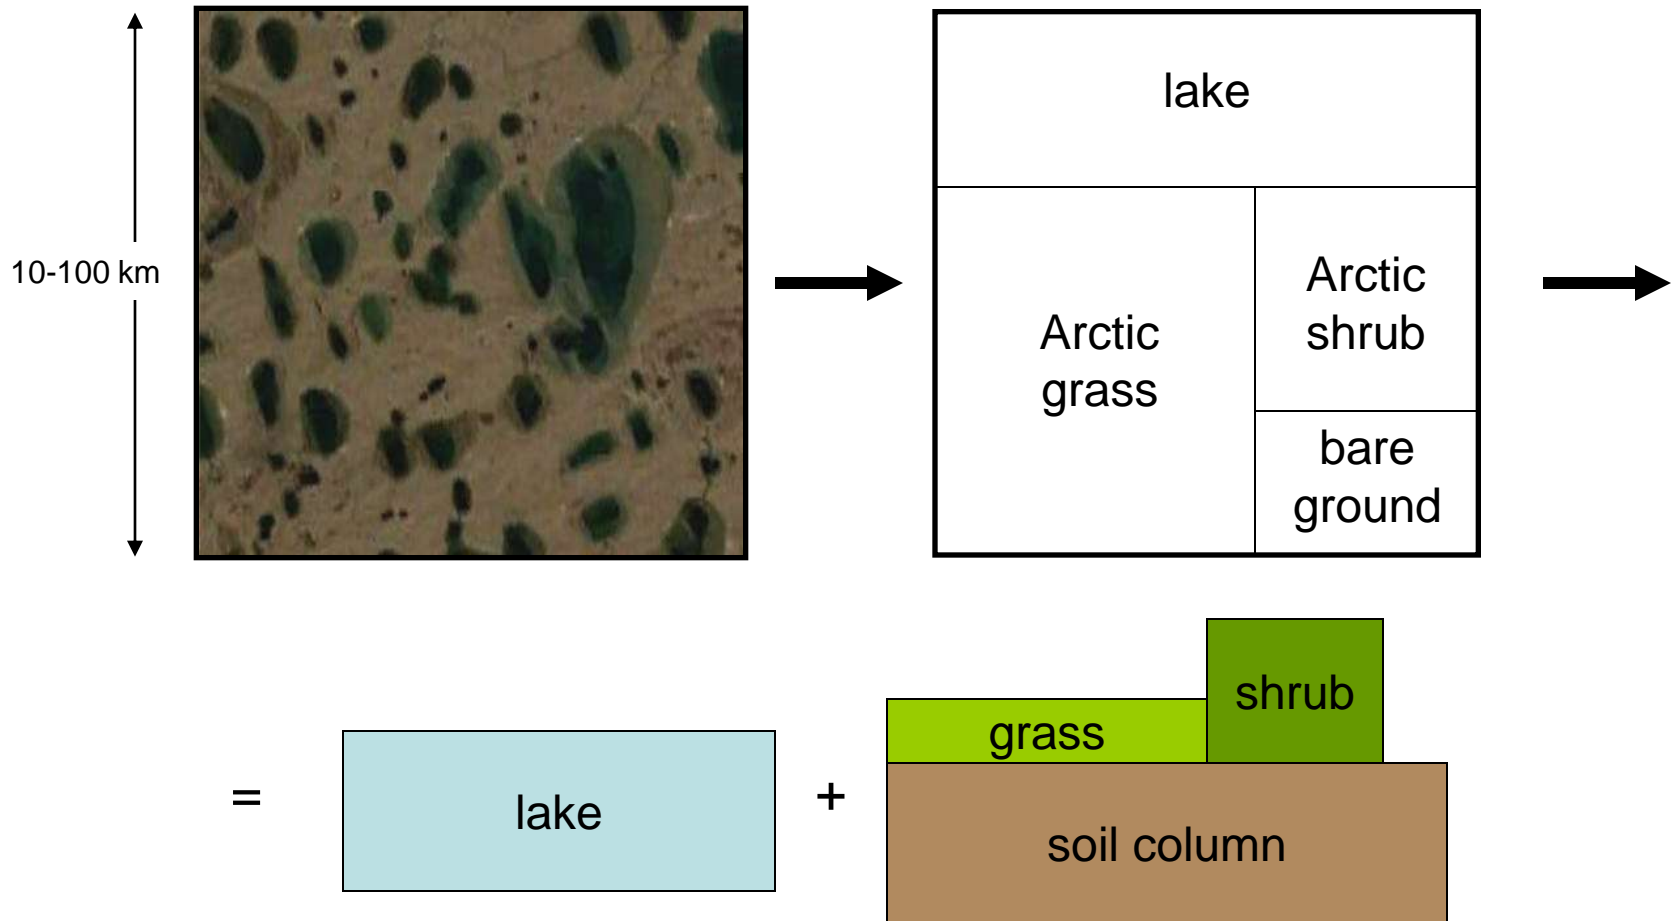 10-100 km
lake
Arctic
grass
Arctic
shrub
bare
ground
=
lake
+
grass
shrub
soil column